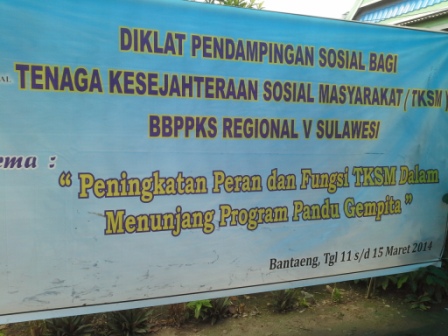 DIKLAT PENDAMPINGAN SOSIAL BAGI
TENAGA KESEJAHTERAAN SOSIAL MASYARAKAT (TKSM)
BBPPKS REGIONAL V SULAWESI
ema :
“ Peningkatan Peran dan Fungsi TKSM Dalam
Menunjang Program Pandu Gempita ”
Bantaeng, Tgl 11 s/d 15 Maret 2014